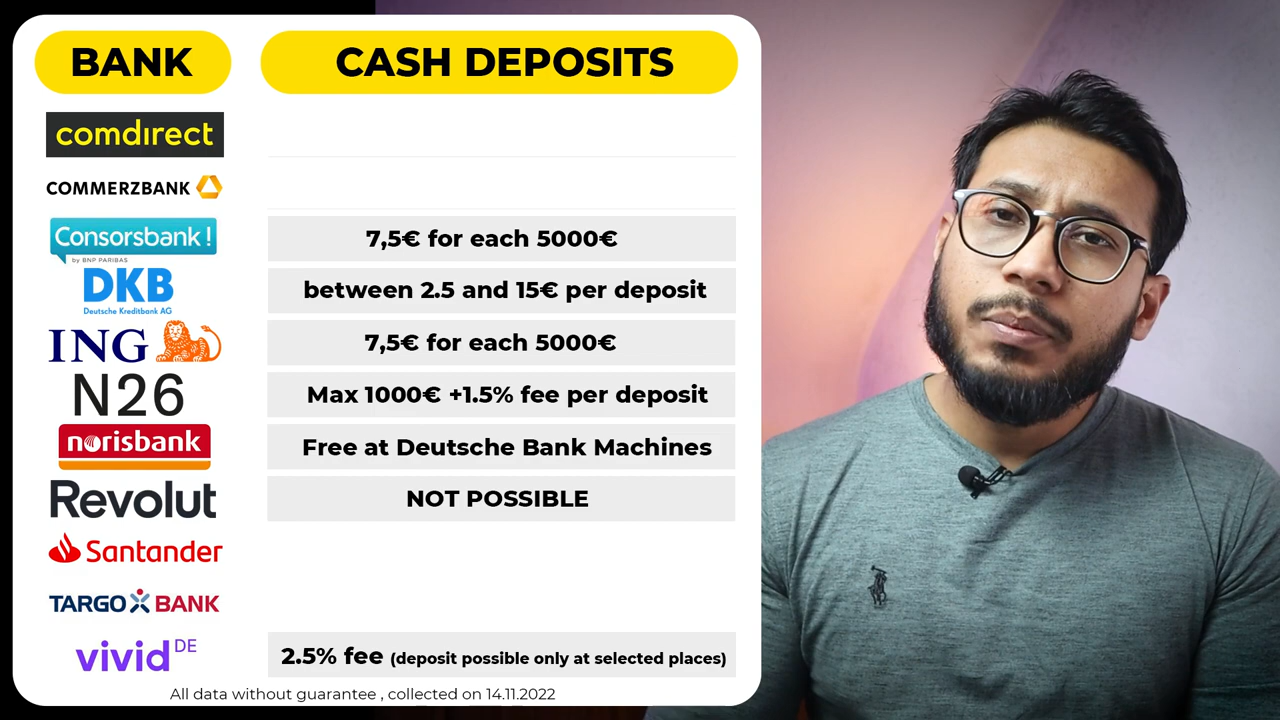 BANK CASH DEPOSITS
comdirect
COMMERZBANK
Consorsbank! 7,5€ for each 5000€
by BNP PARIBAS
DKB between 2.5 and 15€ per deposit
Deutsche Kreditbank AG
ING 7,5€ for each 5000€
N26 Max 1000€ +1.5% fee per deposit
norisbank Free at Deutsche Bank Machines
Revolut NOT POSSIBLE
Santander
TARGO BANK
vivid DE 2.5% fee (deposit possible only at selected places)
All data without guarantee , collected on 14.11.2022